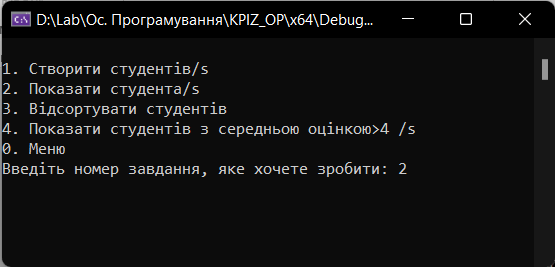 D:\Lab\Ос. Програмування\KPIZ_OP\x64\Debug...
1. Створити студентів/s
2. Показати студента/s
3. Відсортувати студентів
4. Показати студентів з середньою оцінкою>4 /s
0. Меню
Введіть номер завдання, яке хочете зробити: 2